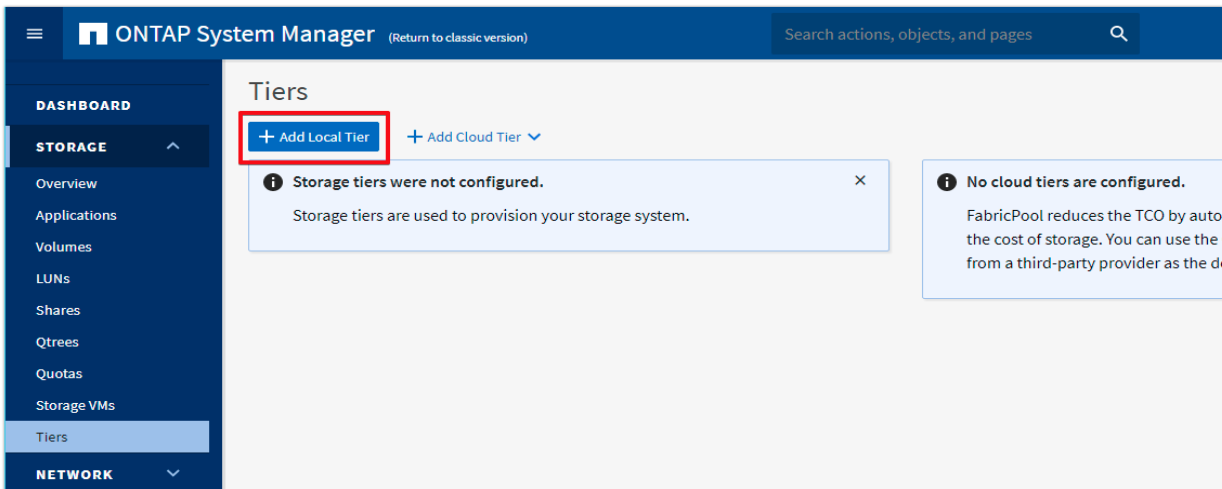 ONTAP System Manager (Return to classic version)
Search actions, objects, and pages
DASHBOARD
STORAGE
Overview
Applications
Volumes
LUNs
Shares
Qtrees
Quotas
Storage VMs
Tiers
NETWORK
Tiers
+ Add Local Tier
+ Add Cloud Tier
Storage tiers were not configured.
Storage tiers are used to provision your storage system.
No cloud tiers are configured.
FabricPool reduces the TCO by auto
the cost of storage. You can use the
from a third-party provider as the